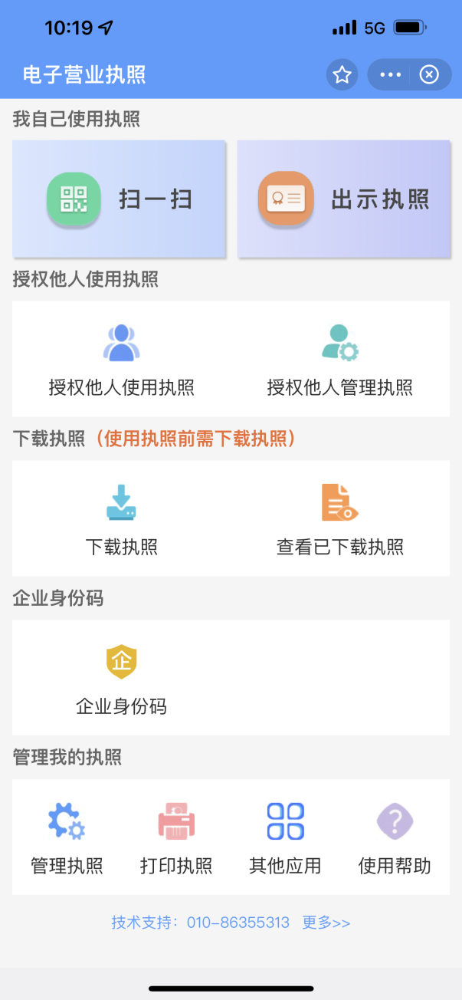 10:19 5G
电子营业执照
我自己使用执照
扫一扫 出示执照
授权他人使用执照
授权他人使用执照 授权他人管理执照
下载执照（使用执照前需下载执照）
下载执照 查看已下载执照
企业身份码
企
企业身份码
管理我的执照
?
管理执照 打印执照 其他应用 使用帮助
技术支持：010-86355313 更多>>